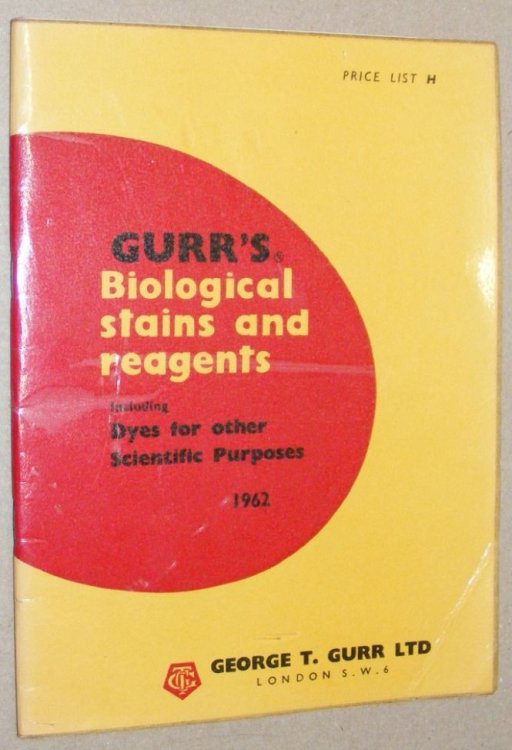 PRICE LIST H
GURR'S®
Biological
stains and
reagents
including
Dyes for other
Scientific Purposes
1962
GEORGE T. GURR LTD
LONDON S.W.6